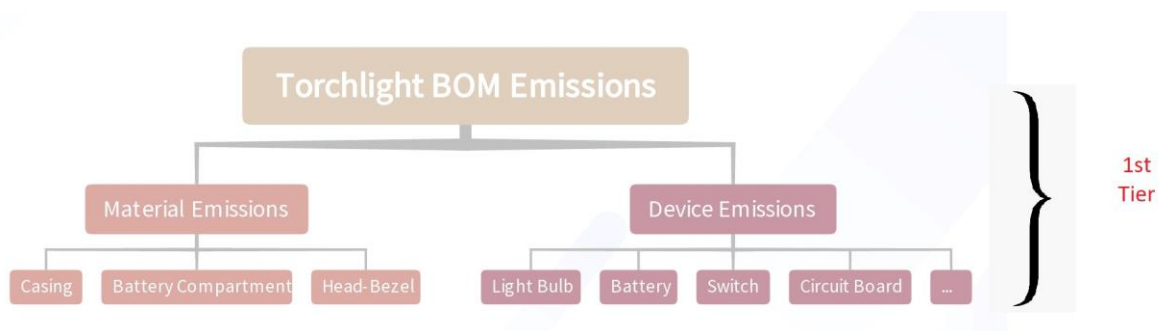 Torchlight BOM Emissions
1st
Tier
Material Emissions
Device Emissions
Casing
Battery Compartment
Head-Bezel
Light Bulb
Battery
Switch
Circuit Board
...